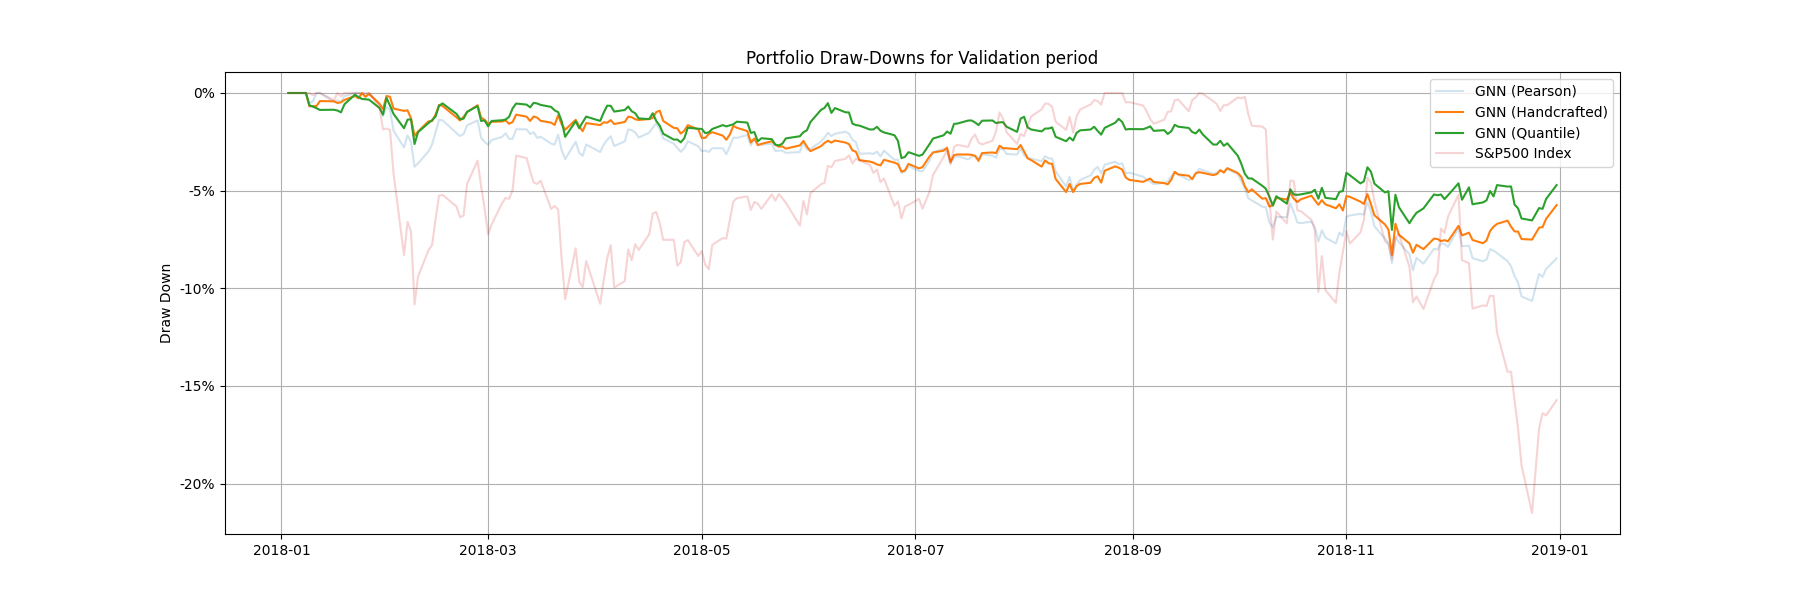 Portfolio Draw-Downs for Validation period
GNN (Pearson)
GNN (Handcrafted)
GNN (Quantile)
S&P500 Index
Draw Down
0%
-5%
-10%
-15%
-20%
2018-01 2018-03 2018-05 2018-07 2018-09 2018-11 2019-01